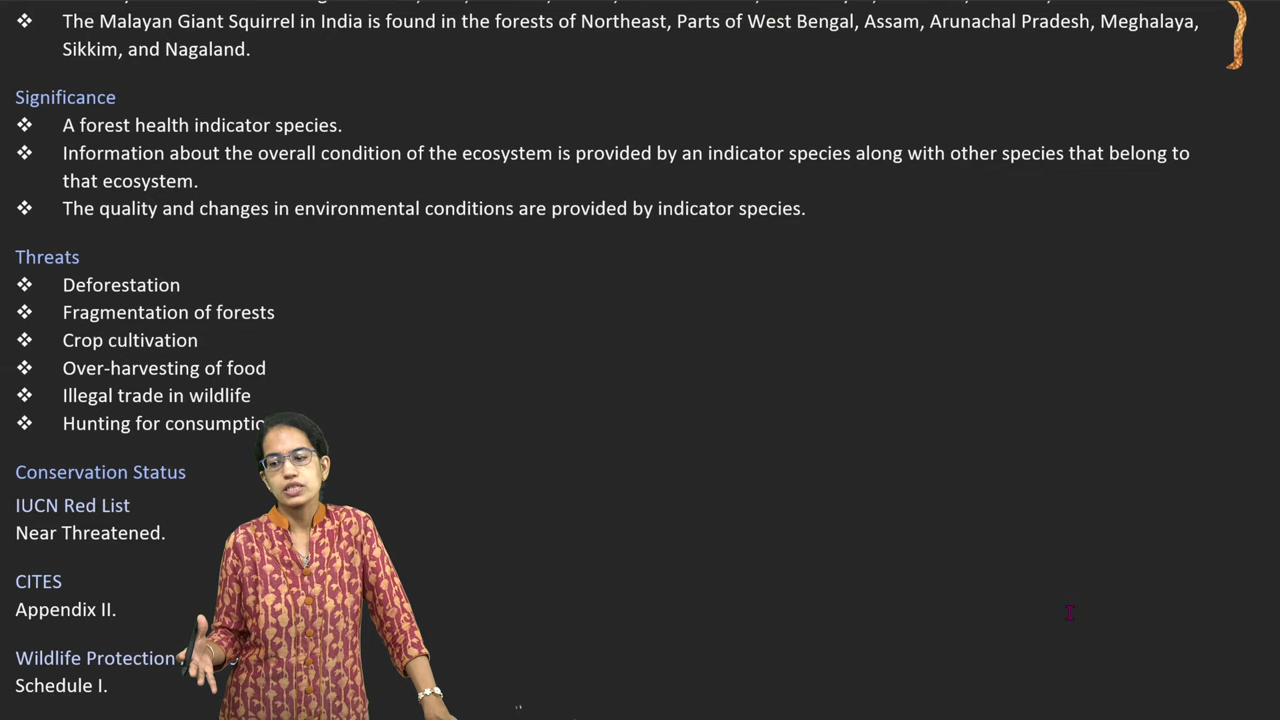 ❖ The Malayan Giant Squirrel in India is found in the forests of Northeast, Parts of West Bengal, Assam, Arunachal Pradesh, Meghalaya,
Sikkim, and Nagaland.
Significance
❖ A forest health indicator species.
❖ Information about the overall condition of the ecosystem is provided by an indicator species along with other species that belong to
that ecosystem.
❖ The quality and changes in environmental conditions are provided by indicator species.
Threats
❖ Deforestation
❖ Fragmentation of forests
❖ Crop cultivation
❖ Over-harvesting of food
❖ Illegal trade in wildlife
❖ Hunting for consumptio
Conservation Status
IUCN Red List
Near Threatened.
CITES
Appendix II.
Wildlife Protection
Schedule I.